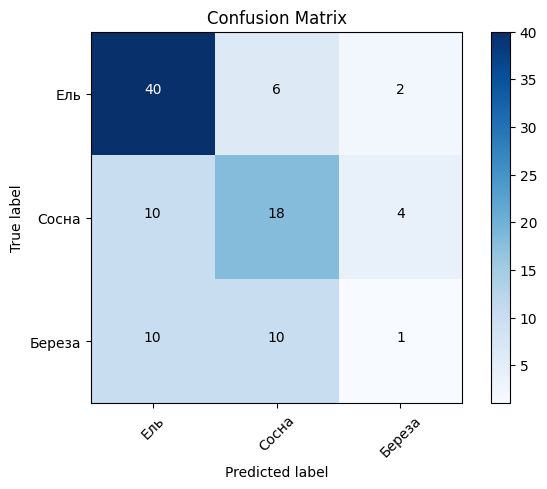 Confusion Matrix
True label
Ель
40
6
2
Сосна
10
18
4
Береза
10
10
1
Ель
Сосна
Береза
Predicted label
40
35
30
25
20
15
10
5